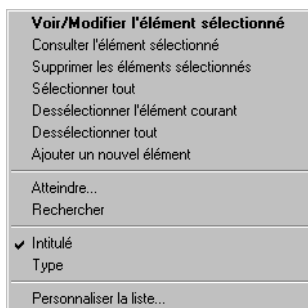 Voir/Modifier l'élément sélectionné
Consulter l'élément sélectionné
Supprimer les éléments sélectionnés
Sélectionner tout
Dessélectionner l'élément courant
Dessélectionner tout
Ajouter un nouvel élément
Atteindre...
Rechercher
Intitulé
Type
Personnaliser la liste...